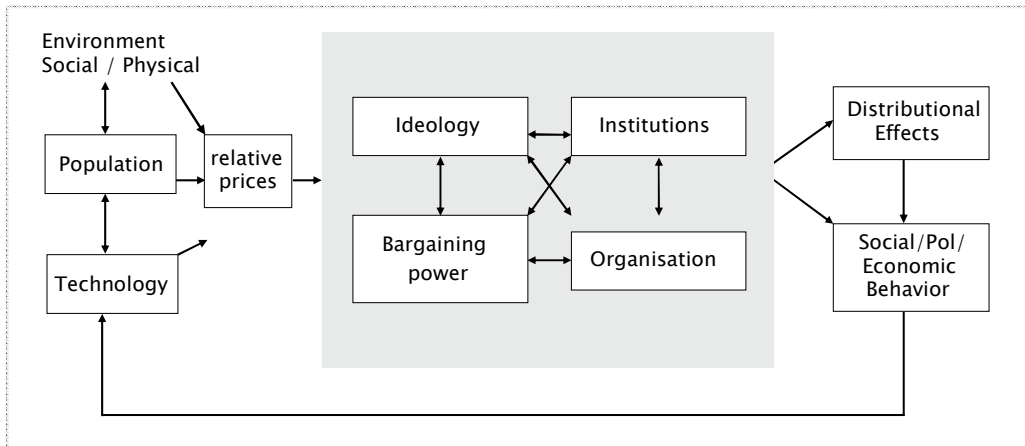 Environment
Social / Physical
Population
Technology
relative
prices
Ideology
Institutions
Bargaining
power
Organisation
Distributional
Effects
Social/Pol/
Economic
Behavior